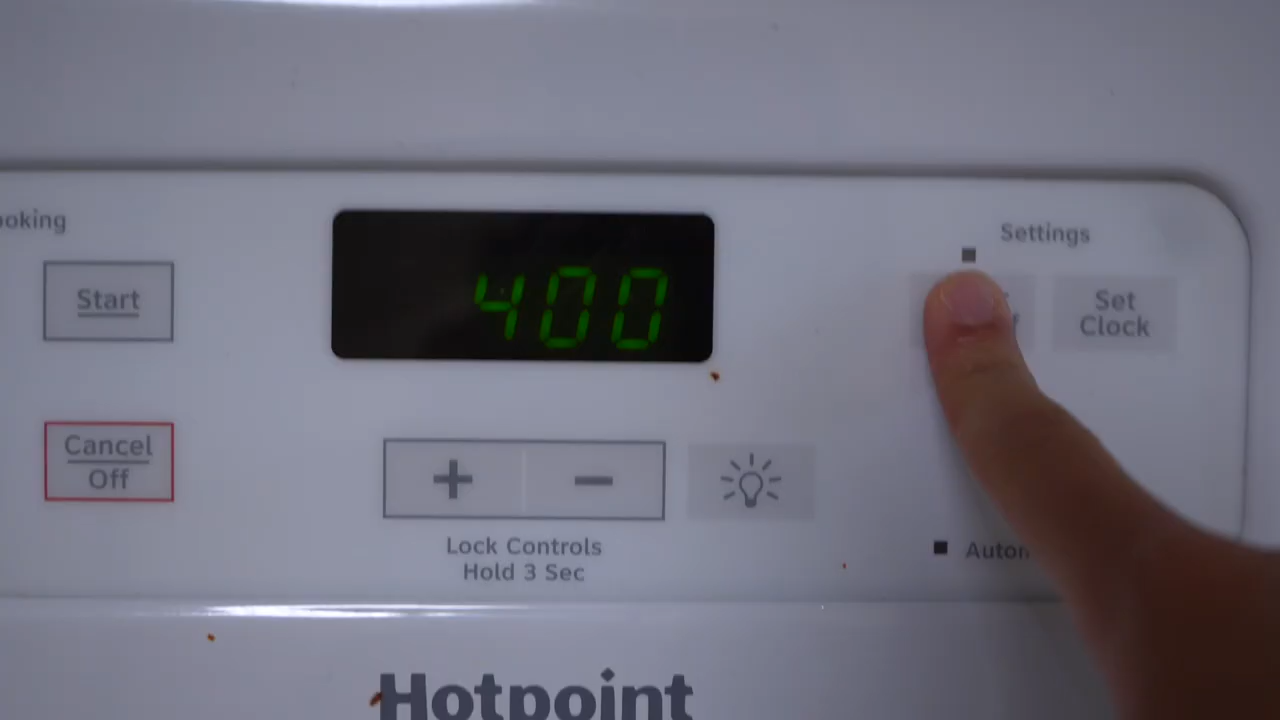 ooking
Settings
Start
400
Set
Clock
Cancel
Off
+ −
Lock Controls
Hold 3 Sec
Hotpoint